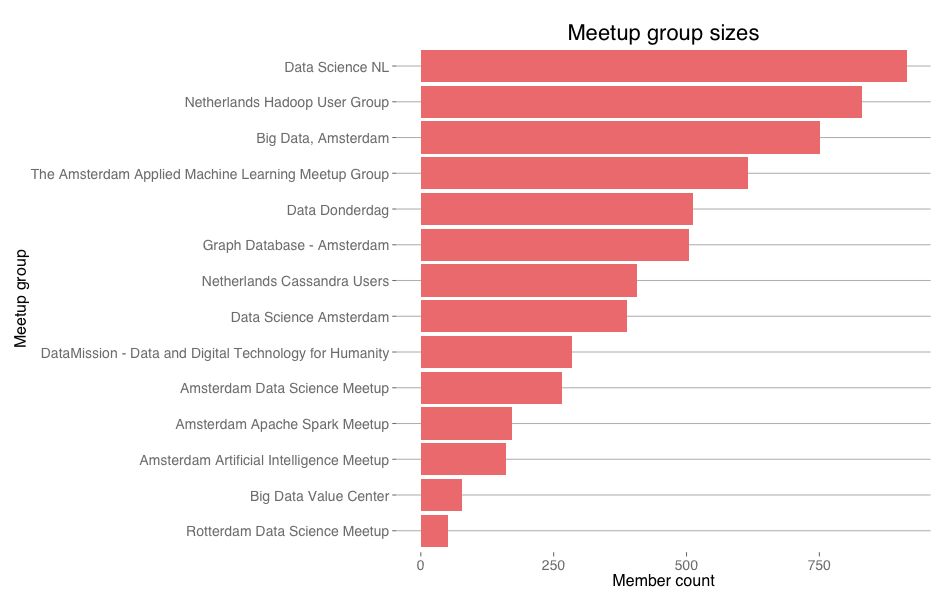 Meetup group sizes
Data Science NL
Netherlands Hadoop User Group
Big Data, Amsterdam
The Amsterdam Applied Machine Learning Meetup Group
Data Donderdag
Graph Database - Amsterdam
Netherlands Cassandra Users
Data Science Amsterdam
DataMission - Data and Digital Technology for Humanity
Amsterdam Data Science Meetup
Amsterdam Apache Spark Meetup
Amsterdam Artificial Intelligence Meetup
Big Data Value Center
Rotterdam Data Science Meetup
Meetup group
0 250 500 750
Member count